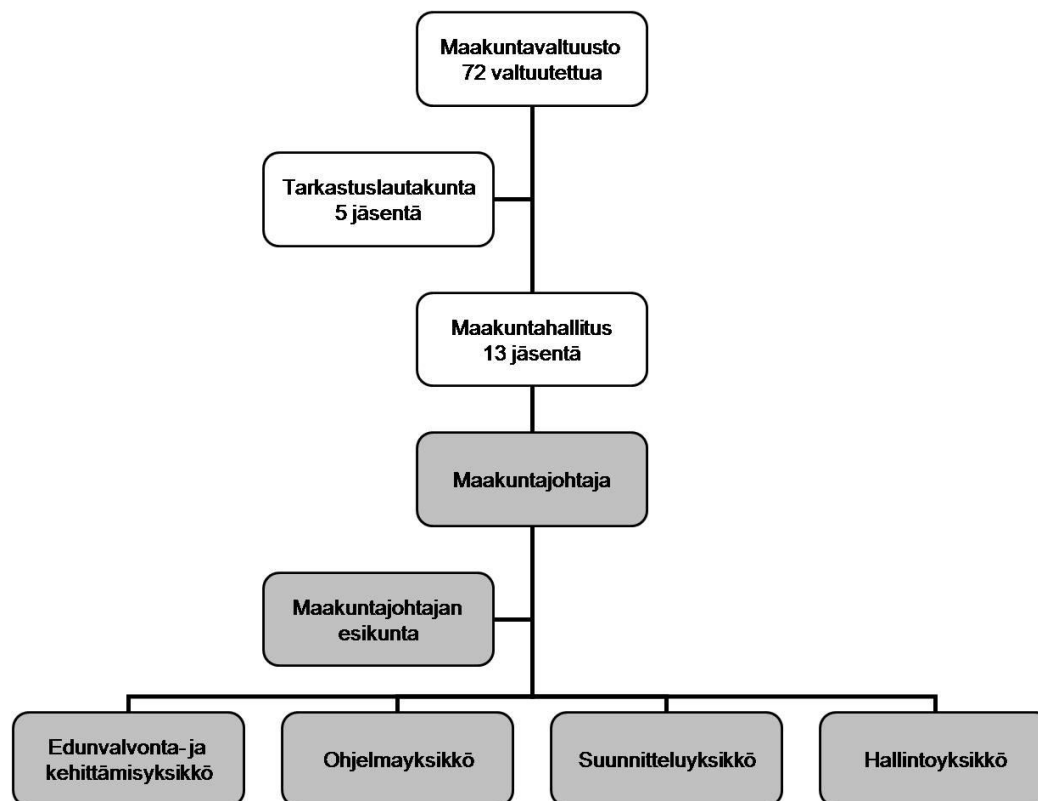 Maakuntavaltuusto
72 valtuutettua
Tarkastuslautakunta
5 jäsentä
Maakuntahallitus
13 jäsentä
Maakuntajohtaja
Maakuntajohtajan
esikunta
Edunvalvonta- ja
kehittämisyksikkö
Ohjelmayksikkö
Suunnitteluyksikkö
Hallintoyksikkö